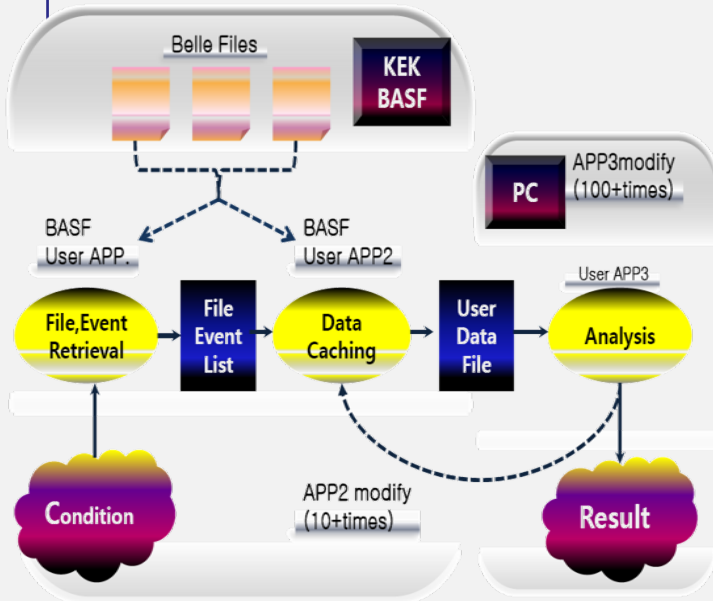 Belle Files
KEK
BASF
PC
APP3modify
(100+times)
BASF
User APP.
BASF
User APP2
User APP3
File,Event
Retrieval
File
Event
List
Data
Caching
User
Data
File
Analysis
Condition
APP2 modify
(10+times)
Result